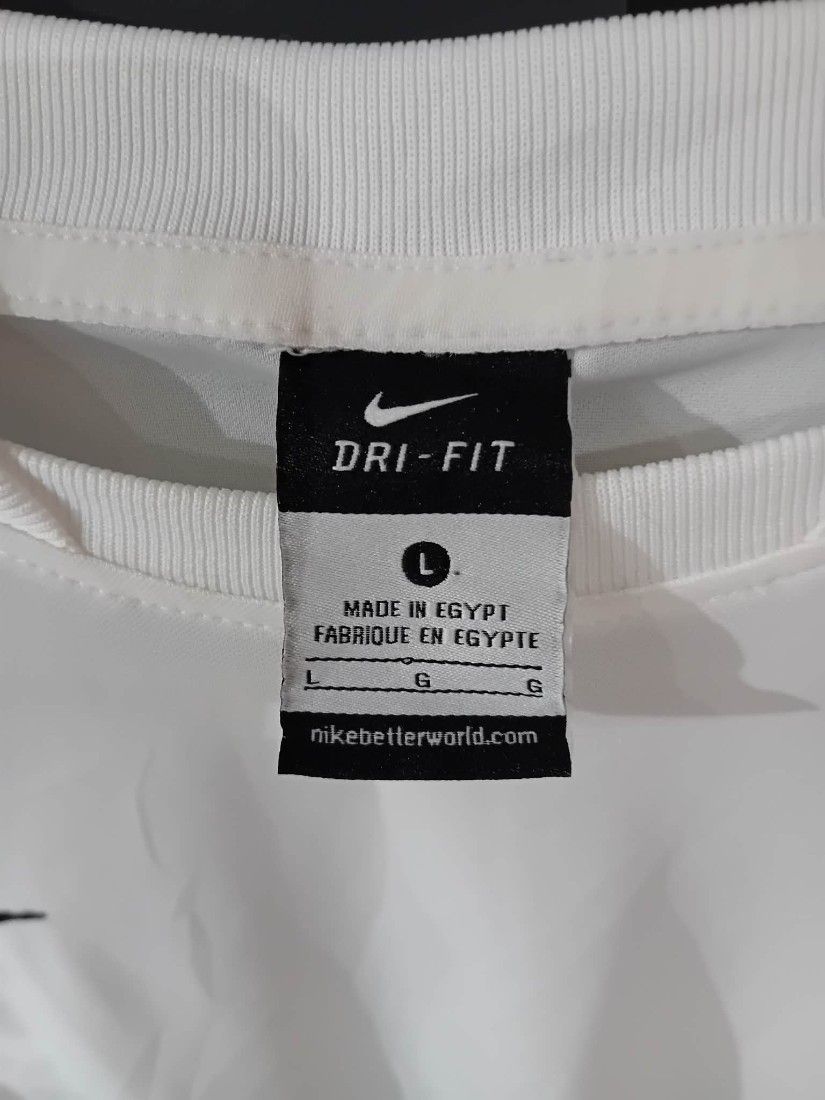 DRI-FIT
L
MADE IN EGYPT
FABRIQUE EN EGYPTE
L G G
nikebetterworld.com